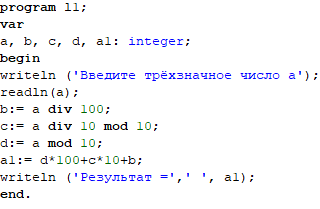 program 11;
var
a, b, c, d, a1: integer;
begin
writeln ('Введите трёхзначное число a');
readln(a);
b:= a div 100;
c:= a div 10 mod 10;
d:= a mod 10;
a1:= d*100+c*10+b;
writeln ('Результат =',' ', a1);
end.